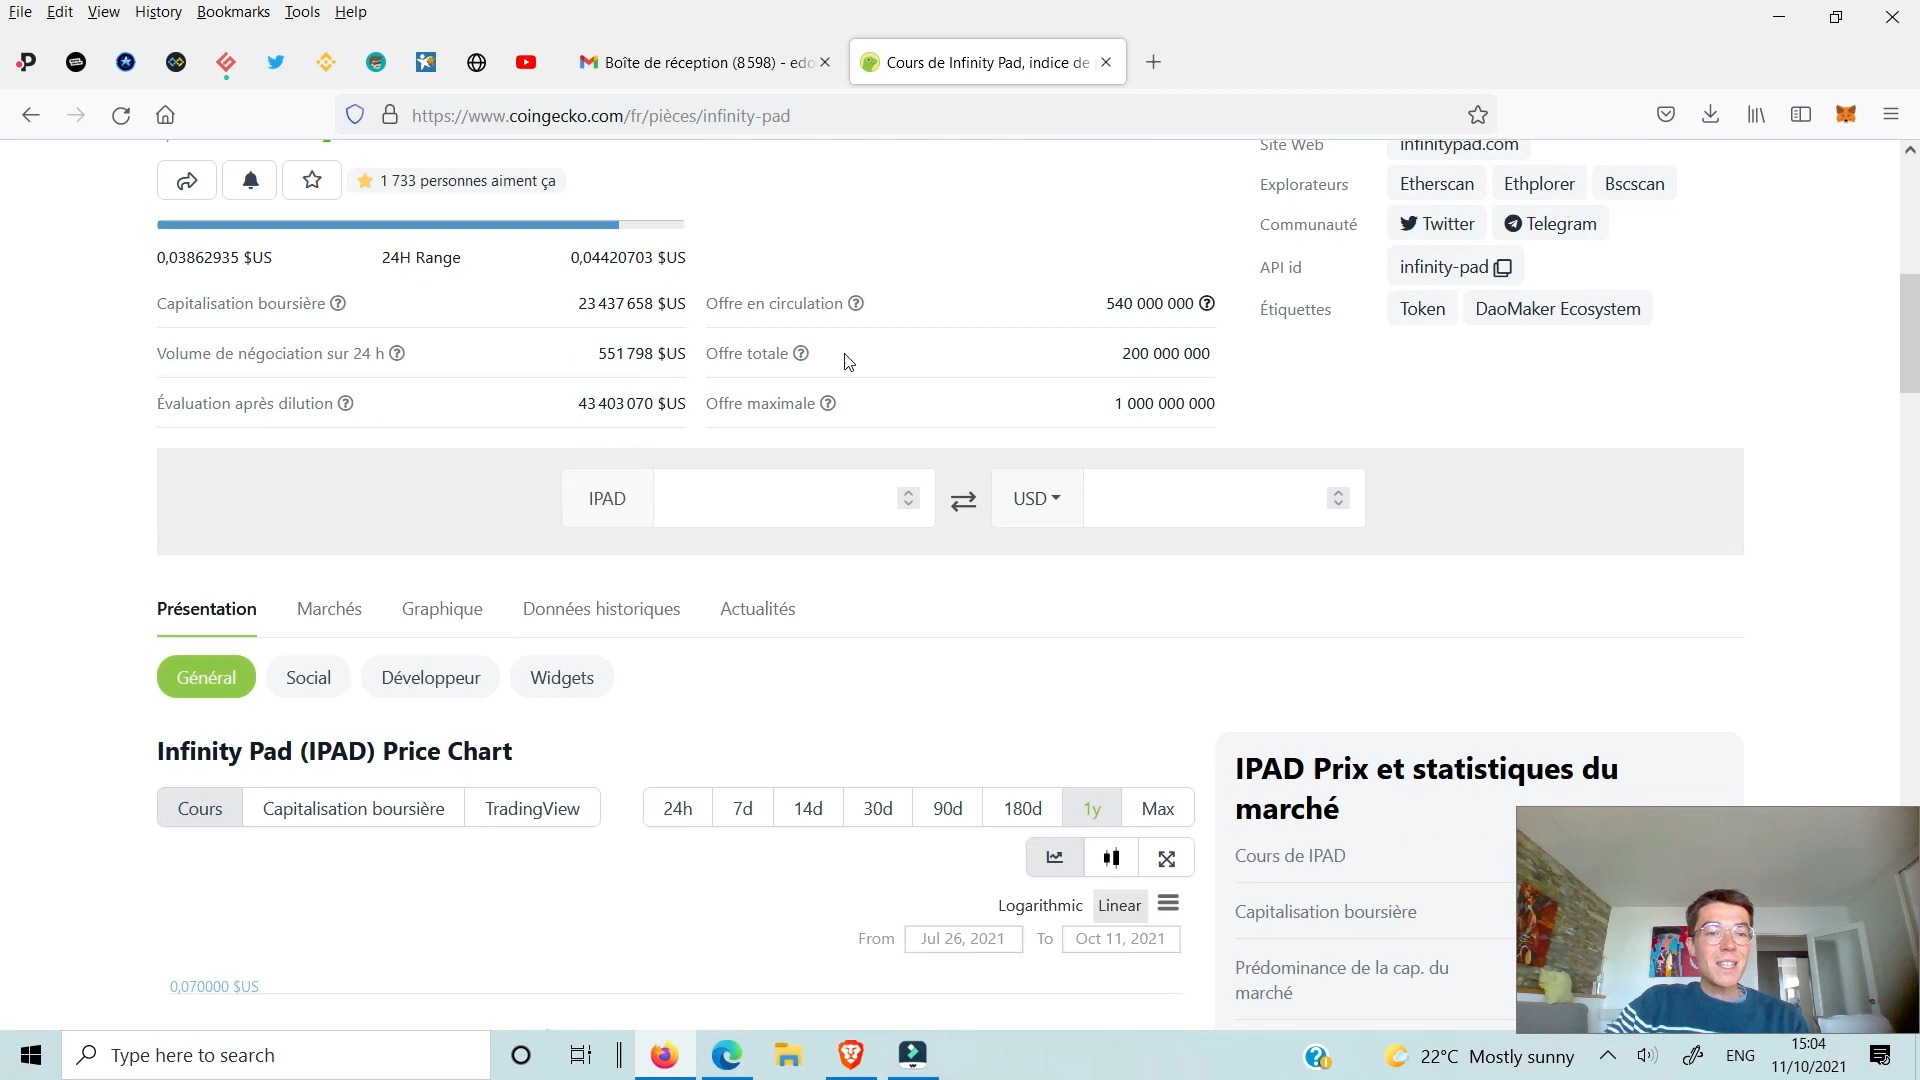 File Edit View History Bookmarks Tools Help
Boîte de réception (8 598) - edo
Cours de Infinity Pad, indice de
https://www.coingecko.com/fr/pièces/infinity-pad
Site Web infinitypad.com
1 733 personnes aiment ça
Explorateurs Etherscan Ethplorer Bscscan
Communauté Twitter Telegram
0,03862935 $US 24H Range 0,04420703 $US
API id infinity-pad
Capitalisation boursière 23 437 658 $US Offre en circulation 540 000 000
Étiquettes Token DaoMaker Ecosystem
Volume de négociation sur 24 h 551 798 $US Offre totale 200 000 000
Évaluation après dilution 43 403 070 $US Offre maximale 1 000 000 000
IPAD USD
Présentation Marchés Graphique Données historiques Actualités
Général Social Développeur Widgets
Infinity Pad (IPAD) Price Chart
IPAD Prix et statistiques du
marché
Cours Capitalisation boursière TradingView 24h 7d 14d 30d 90d 180d 1y Max
Cours de IPAD
Logarithmic Linear
Capitalisation boursière
From Jul 26, 2021 To Oct 11, 2021
Prédominance de la cap. du
marché
0,070000 $US
Type here to search
22°C Mostly sunny
ENG
15:04
11/10/2021